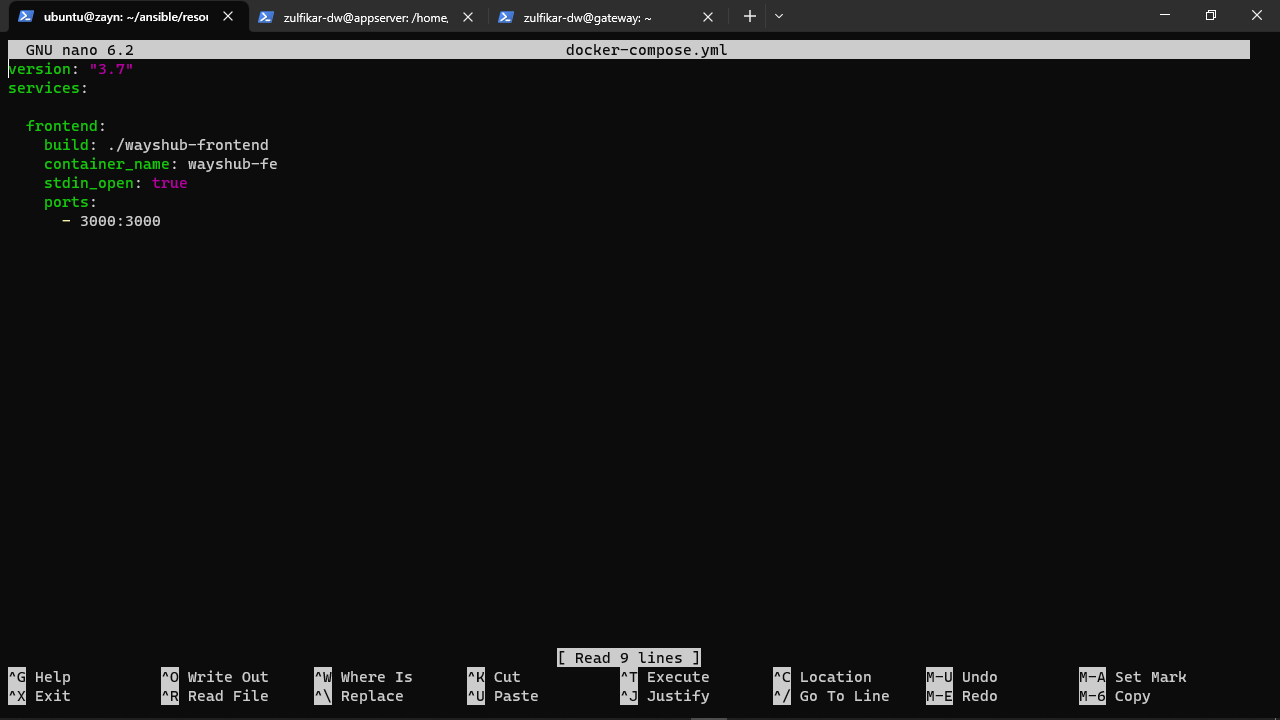 ubuntu@zayn: ~/ansible/resou
zulfikar-dw@appserver: /home,
zulfikar-dw@gateway: ~
GNU nano 6.2 docker-compose.yml
version: "3.7"
services:
frontend:
build: ./wayshub-frontend
container_name: wayshub-fe
stdin_open: true
ports:
- 3000:3000
[ Read 9 lines ]
^G Help ^O Write Out ^W Where Is ^K Cut ^T Execute ^C Location M-U Undo M-A Set Mark
^X Exit ^R Read File ^\ Replace ^U Paste ^J Justify ^/ Go To Line M-E Redo M-6 Copy